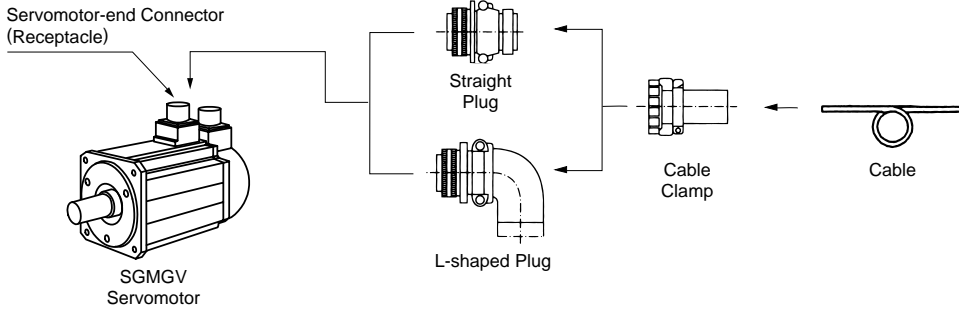 Servomotor-end Connector
(Receptacle)
Straight
Plug
Cable
Clamp
Cable
L-shaped Plug
SGMGV
Servomotor